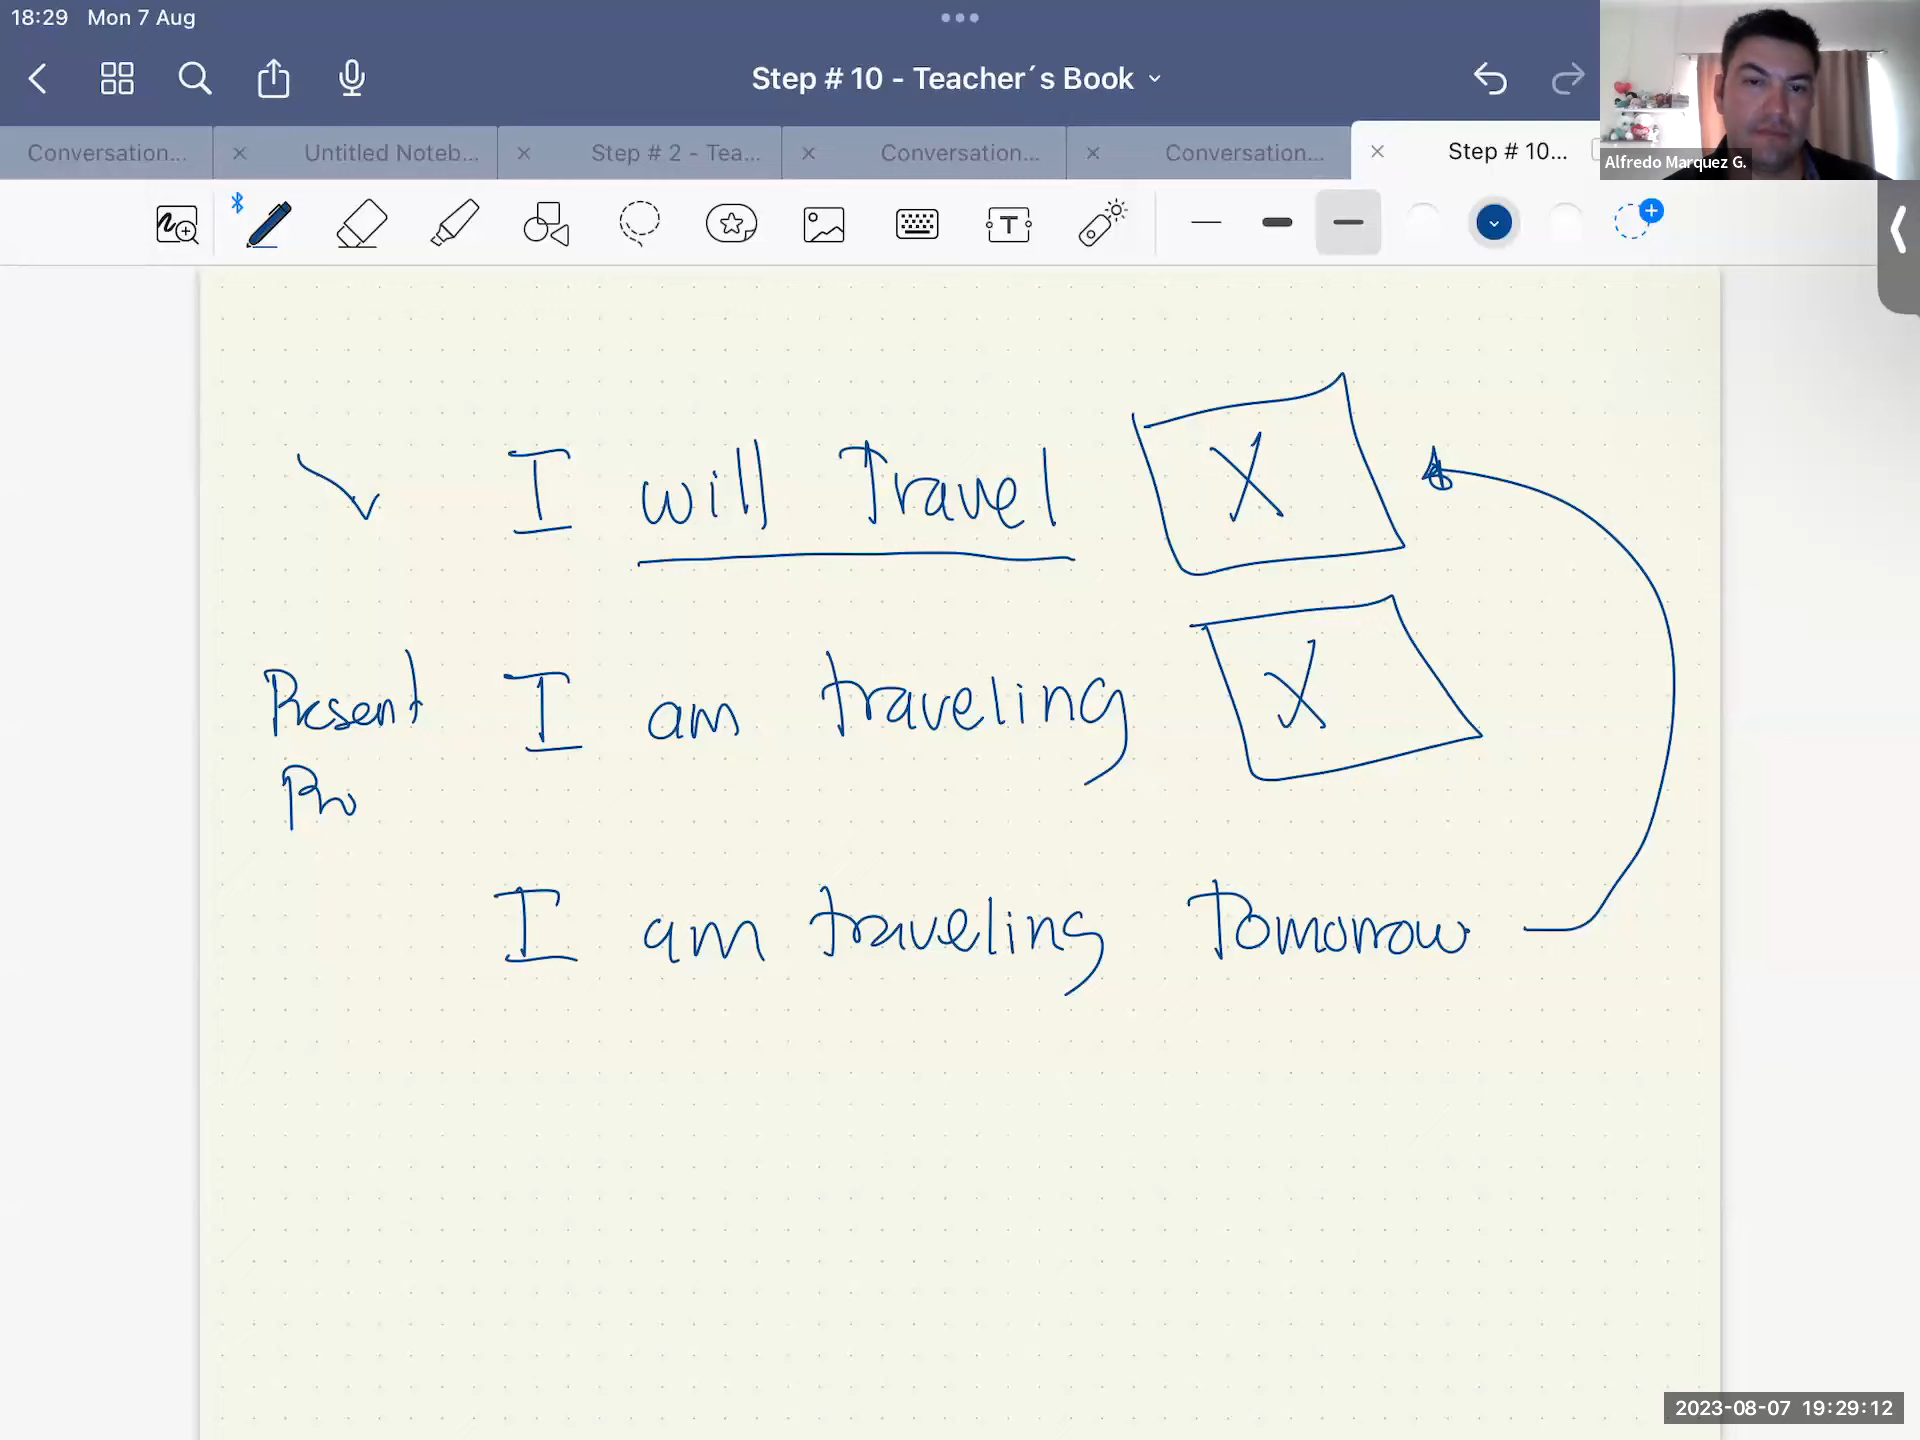 18:29 Mon 7 Aug
Step # 10 - Teacher´s Book
Conversation...
Untitled Noteb...
Step # 2 - Tea...
Conversation...
Conversation...
Step # 10...
Alfredo Marquez G.
I will Travel X
Present I am traveling X
Pro
I am traveling Tomorrow
2023-08-07 19:29:12